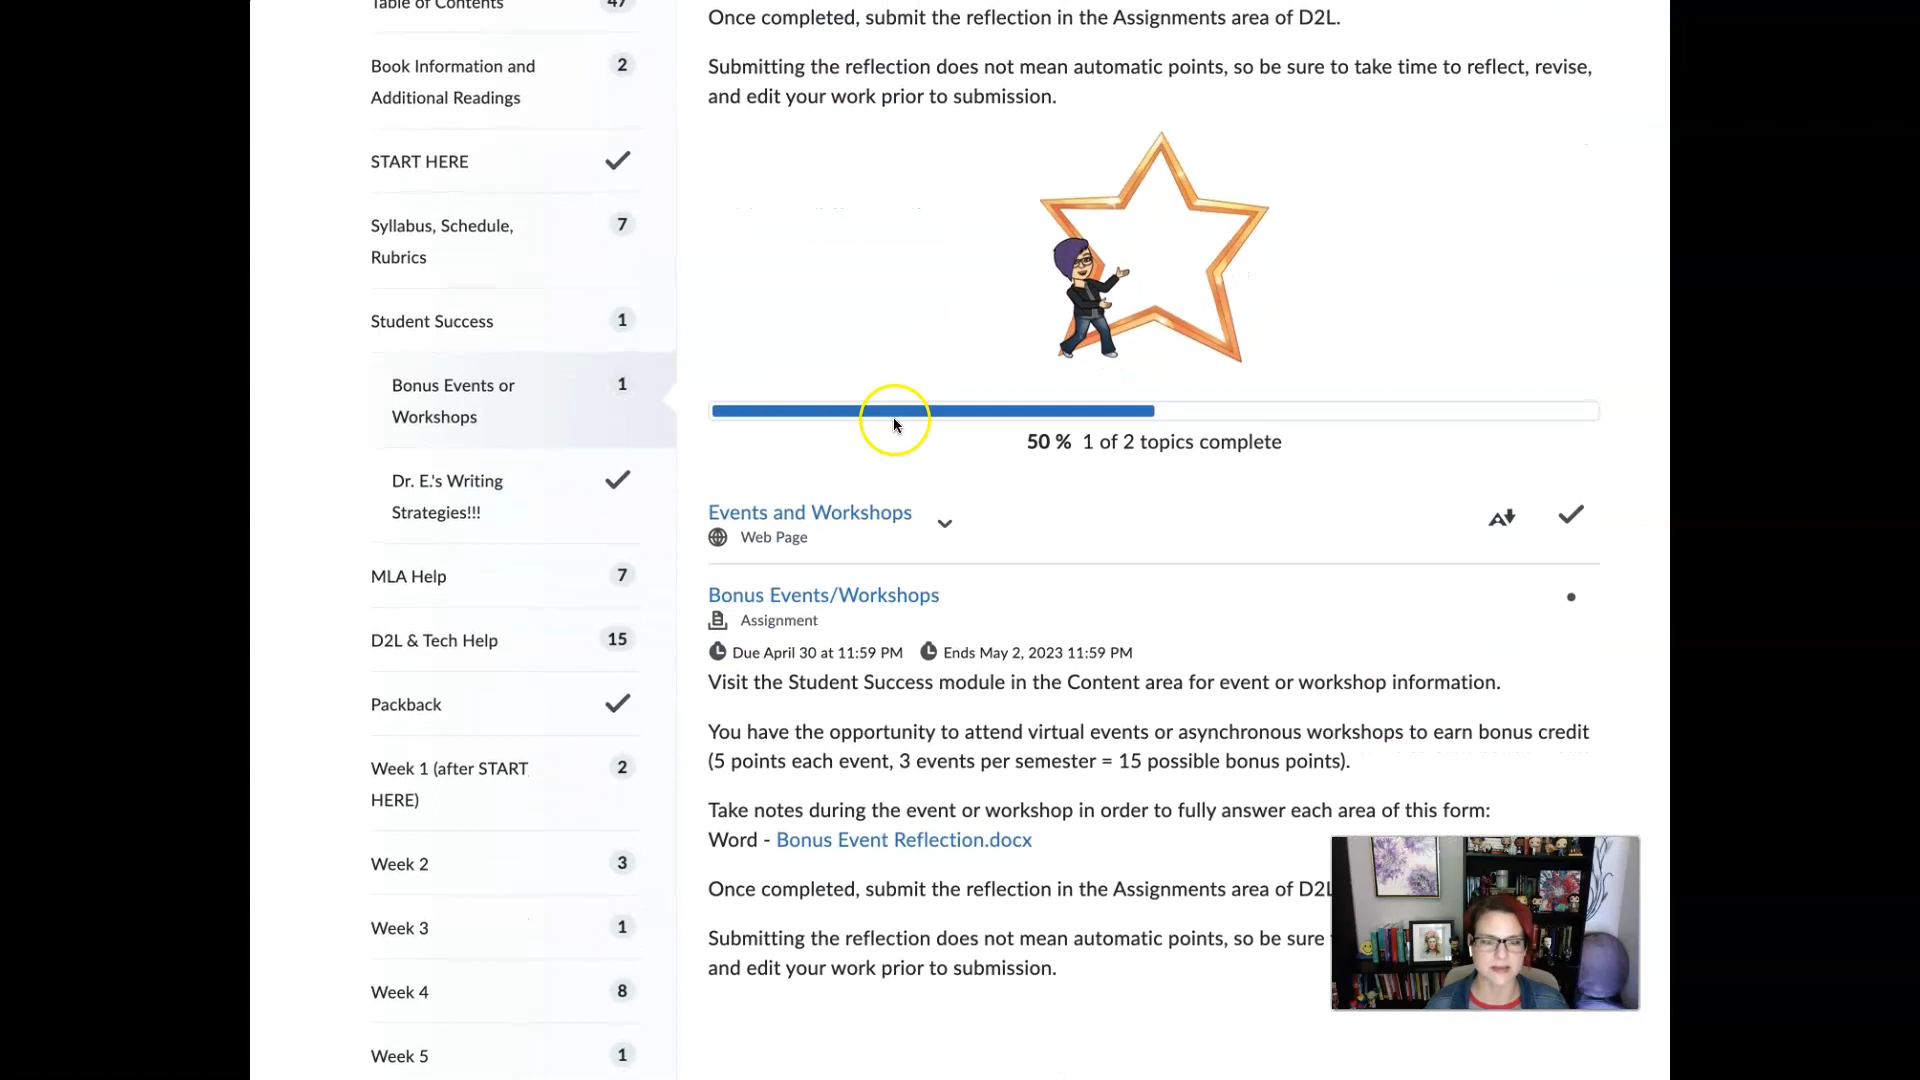 Table of Contents
47
Book Information and
Additional Readings
2
START HERE
Syllabus, Schedule,
Rubrics
7
Student Success
1
Bonus Events or
Workshops
1
Dr. E.'s Writing
Strategies!!!
MLA Help
7
D2L & Tech Help
15
Packback
Week 1 (after START
HERE)
2
Week 2
3
Week 3
1
Week 4
8
Week 5
1
Once completed, submit the reflection in the Assignments area of D2L.
Submitting the reflection does not mean automatic points, so be sure to take time to reflect, revise,
and edit your work prior to submission.
50 % 1 of 2 topics complete
Events and Workshops
Web Page
Bonus Events/Workshops
Assignment
Due April 30 at 11:59 PM Ends May 2, 2023 11:59 PM
Visit the Student Success module in the Content area for event or workshop information.
You have the opportunity to attend virtual events or asynchronous workshops to earn bonus credit
(5 points each event, 3 events per semester = 15 possible bonus points).
Take notes during the event or workshop in order to fully answer each area of this form:
Word - Bonus Event Reflection.docx
Once completed, submit the reflection in the Assignments area of D2L
Submitting the reflection does not mean automatic points, so be sure
and edit your work prior to submission.